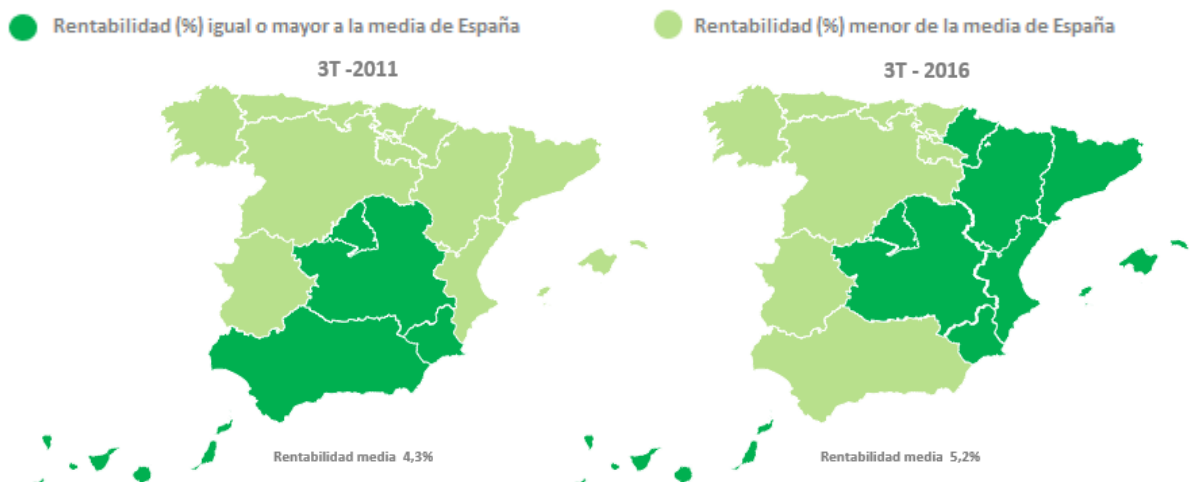 Rentabilidad (%) igual o mayor a la media de España
Rentabilidad (%) menor de la media de España
3T -2011
3T - 2016
Rentabilidad media 4,3%
Rentabilidad media 5,2%